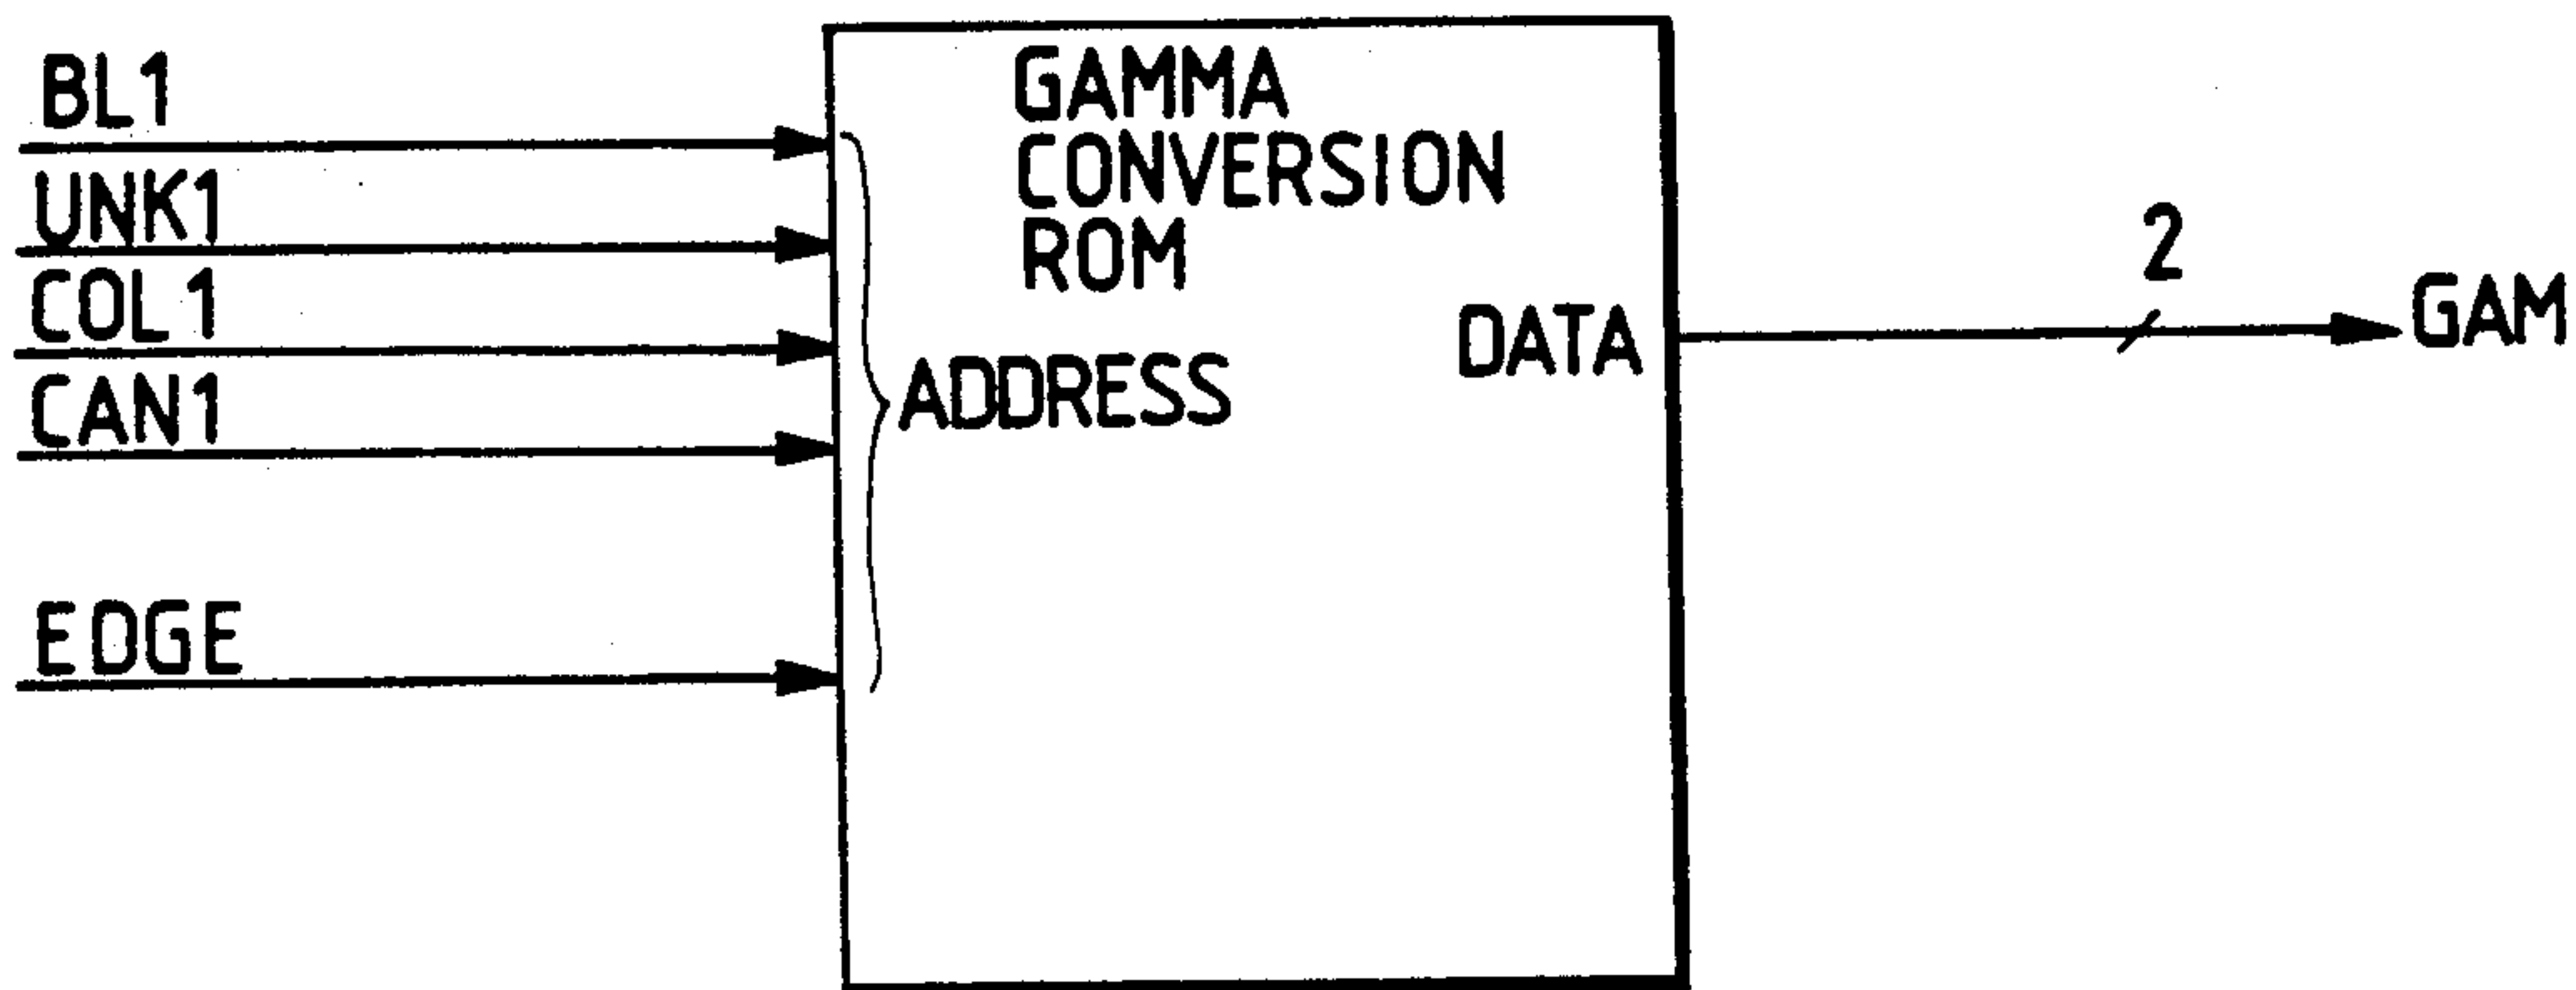 BL1
UNK1
COL1
CAN1
EDGE
GAMMA
CONVERSION
ROM
ADDRESS
DATA
2
GAM